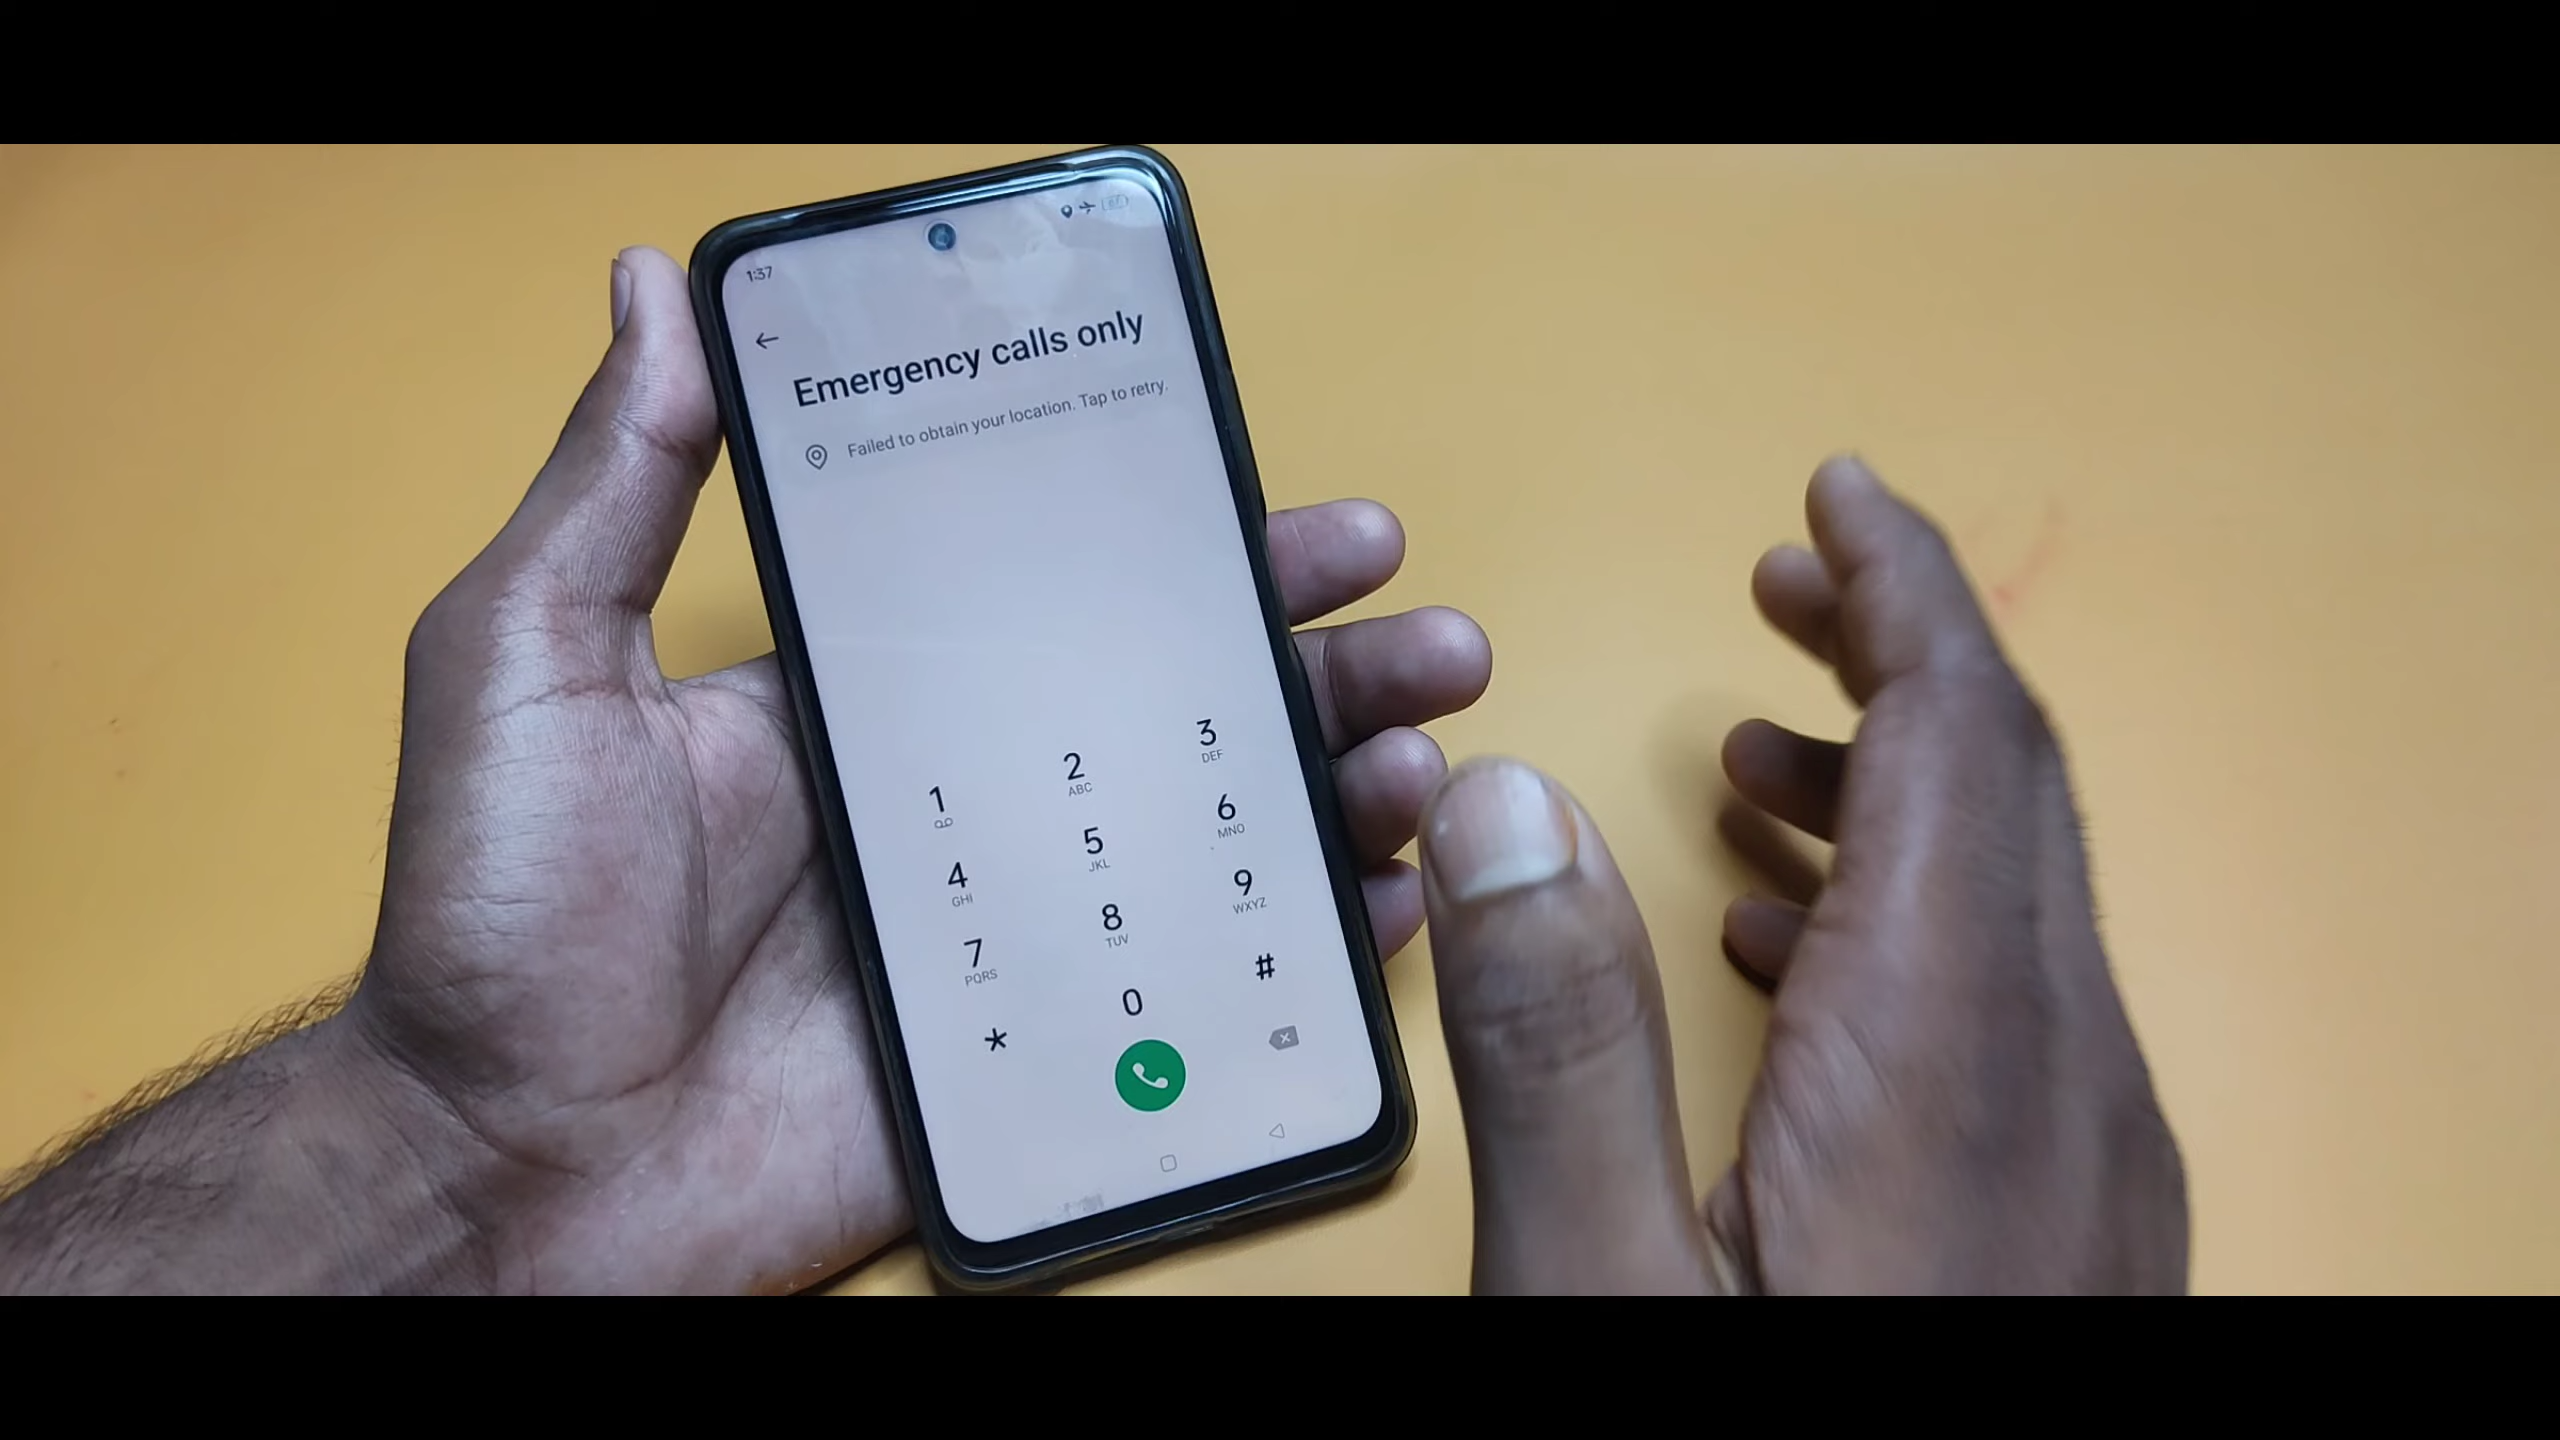 1:37
Emergency calls only
Failed to obtain your location. Tap to retry.
1
2
ABC
3
DEF
4
GHI
5
JKL
6
MNO
7
PQRS
8
TUV
9
WXYZ
*
0
#